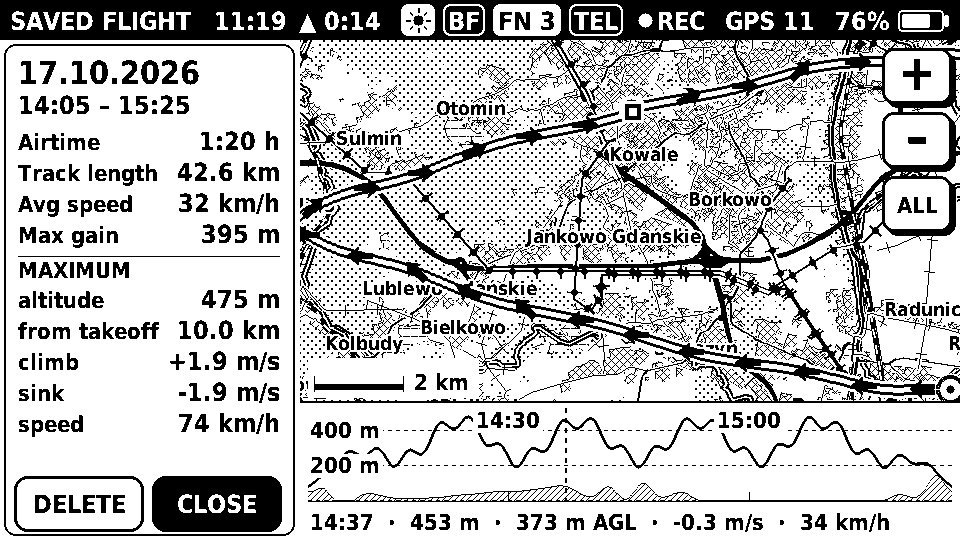 SAVED FLIGHT 11:19 ▲ 0:14 BF FN 3 TEL ●REC GPS 11 76%
17.10.2026
14:05 – 15:25
Airtime 1:20 h
Track length 42.6 km
Avg speed 32 km/h
Max gain 395 m
MAXIMUM
altitude 475 m
from takeoff 10.0 km
climb +1.9 m/s
sink -1.9 m/s
speed 74 km/h
DELETE CLOSE
+
-
ALL
Otomin
Sulmin
Kowale
Borkowo
Jankowo Gdanskie
Bielkowo
Kolbudy
2 km
14:30 15:00
400 m
200 m
14:37 · 453 m · 373 m AGL · -0.3 m/s · 34 km/h